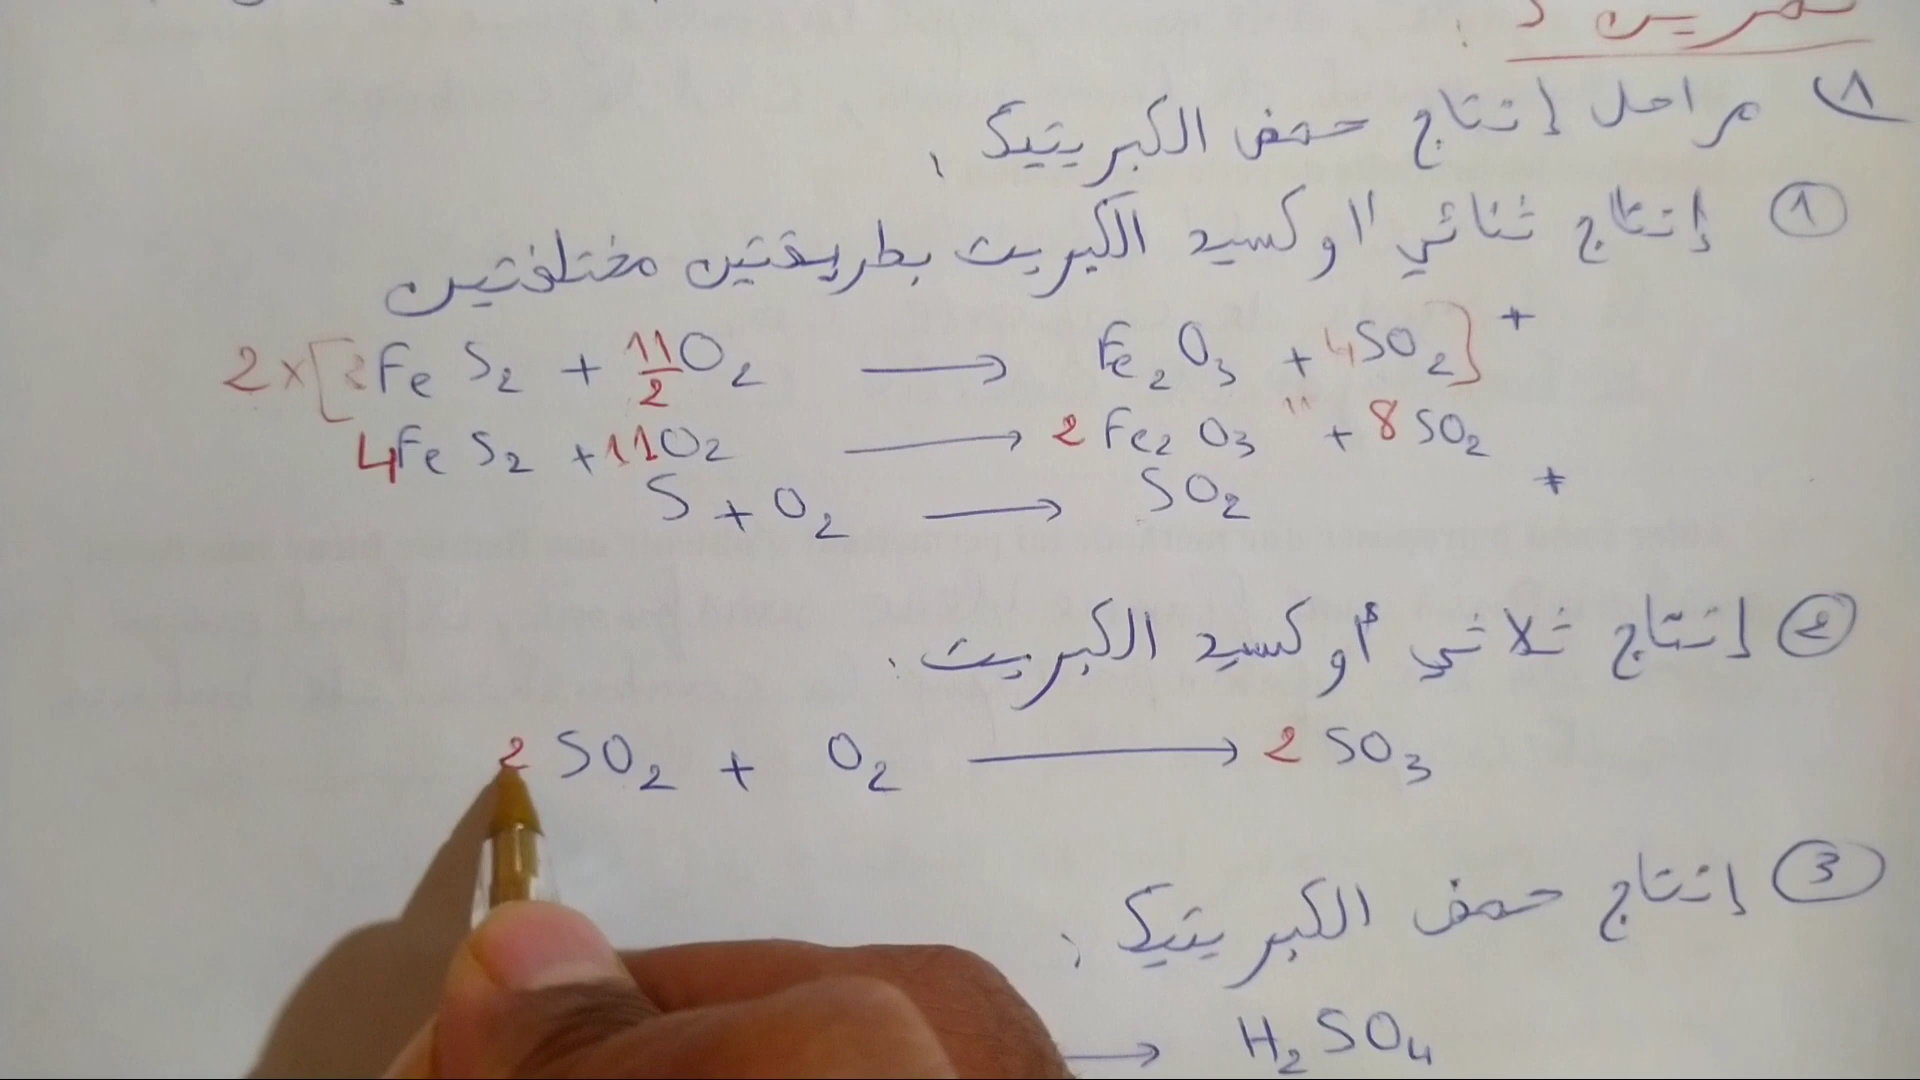 تمرين 3 :
1) مراحل إنتاج حمض الكبريتيك .
① إنتاج ثنائي أوكسيد الكبريت بطريقتين مختلفتين
2 × [2FeS₂ + 11/2 O₂ → Fe₂O₃ + 4SO₂] +
4FeS₂ + 11O₂ → 2Fe₂O₃ + 8SO₂
S + O₂ → SO₂ +
② إنتاج ثلاثي أوكسيد الكبريت .
2SO₂ + O₂ → 2SO₃
③ إنتاج حمض الكبريتيك .
→ H₂SO₄